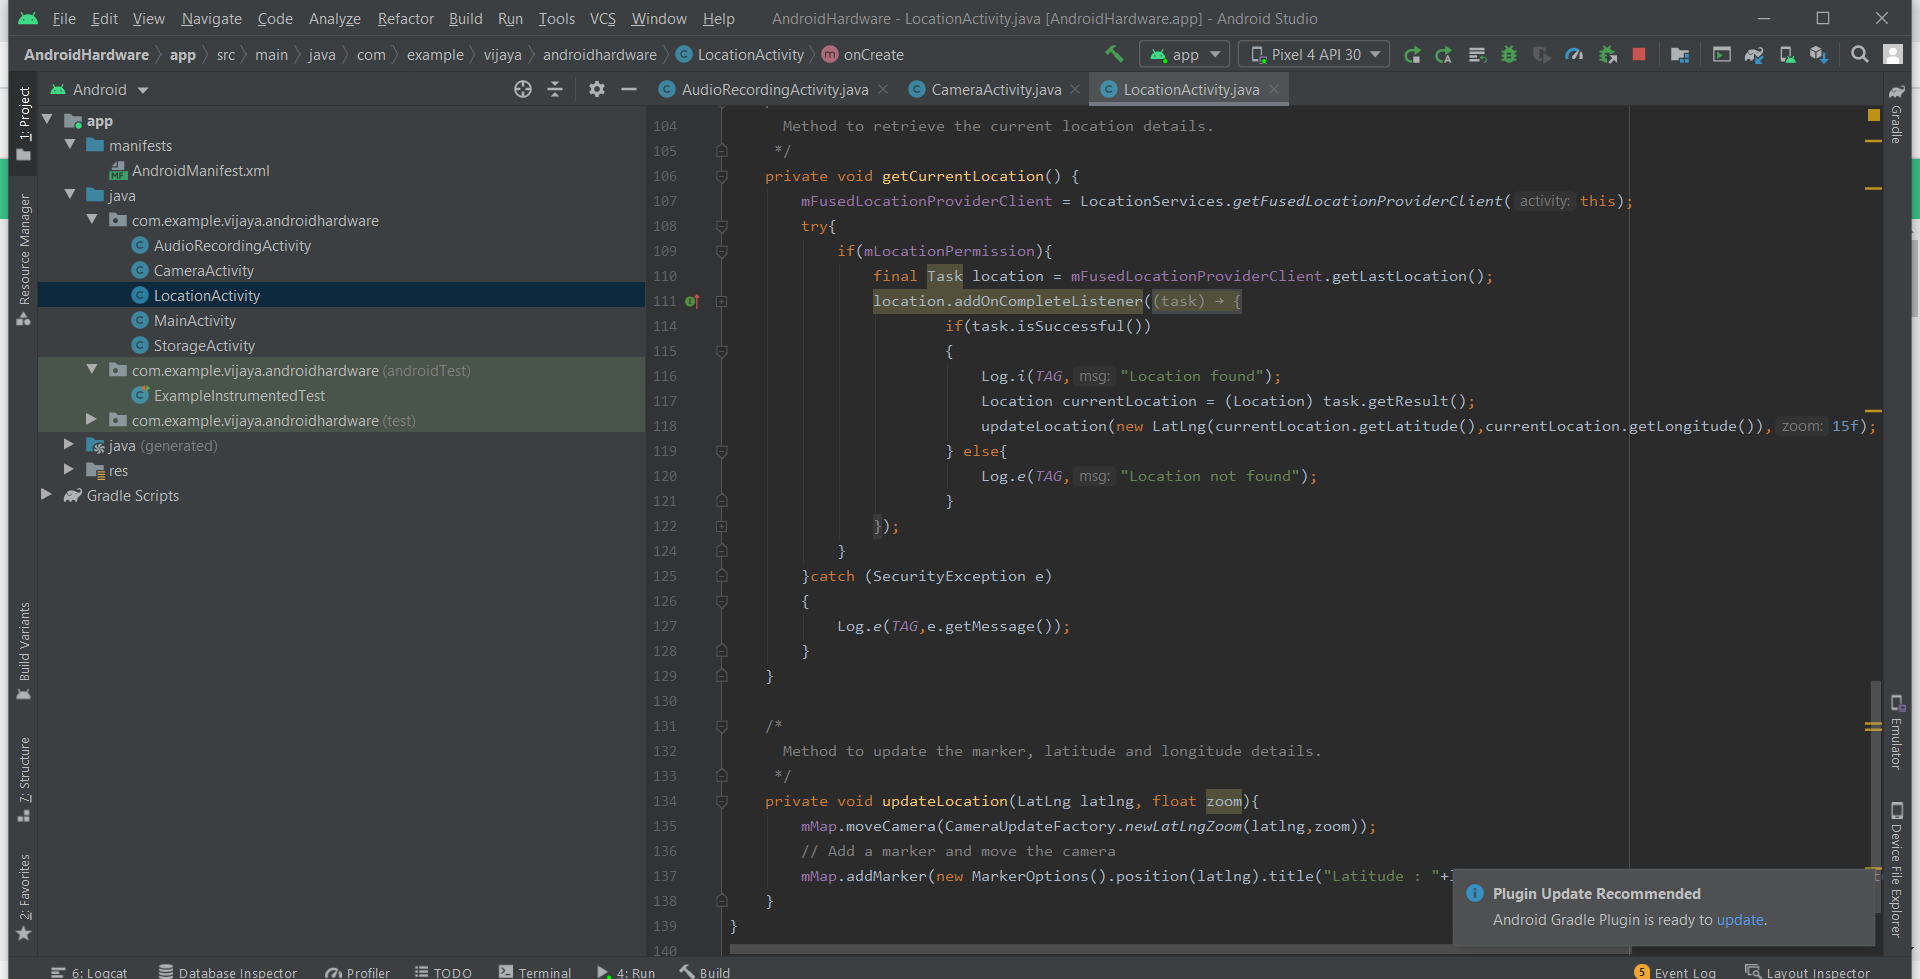 File Edit View Navigate Code Analyze Refactor Build Run Tools VCS Window Help AndroidHardware - LocationActivity.java [AndroidHardware.app] - Android Studio
AndroidHardware app src main java com example vijaya androidhardware LocationActivity onCreate app Pixel 4 API 30
Android
AudioRecordingActivity.java CameraActivity.java LocationActivity.java
1: Project
Resource Manager
Build Variants
7: Structure
2: Favorites
app
manifests
AndroidManifest.xml
java
com.example.vijaya.androidhardware
AudioRecordingActivity
CameraActivity
LocationActivity
MainActivity
StorageActivity
com.example.vijaya.androidhardware (androidTest)
ExampleInstrumentedTest
com.example.vijaya.androidhardware (test)
java (generated)
res
Gradle Scripts
104 Method to retrieve the current location details.
105 */
106 private void getCurrentLocation() {
107 mFusedLocationProviderClient = LocationServices.getFusedLocationProviderClient( activity: this);
108 try{
109 if(mLocationPermission){
110 final Task location = mFusedLocationProviderClient.getLastLocation();
111 location.addOnCompleteListener((task) → {
114 if(task.isSuccessful())
115 {
116 Log.i(TAG, msg: "Location found");
117 Location currentLocation = (Location) task.getResult();
118 updateLocation(new LatLng(currentLocation.getLatitude(),currentLocation.getLongitude()), zoom: 15f);
119 } else{
120 Log.e(TAG, msg: "Location not found");
121 }
122 });
124 }
125 }catch (SecurityException e)
126 {
127 Log.e(TAG,e.getMessage());
128 }
129 }
130
131 /*
132 Method to update the marker, latitude and longitude details.
133 */
134 private void updateLocation(LatLng latlng, float zoom){
135 mMap.moveCamera(CameraUpdateFactory.newLatLngZoom(latlng,zoom));
136 // Add a marker and move the camera
137 mMap.addMarker(new MarkerOptions().position(latlng).title("Latitude : "+
138 }
139 }
140
Plugin Update Recommended
Android Gradle Plugin is ready to update.
Gradle
Emulator
Device File Explorer
6: Logcat Database Inspector Profiler TODO Terminal 4: Run Build 5 Event Log Layout Inspector